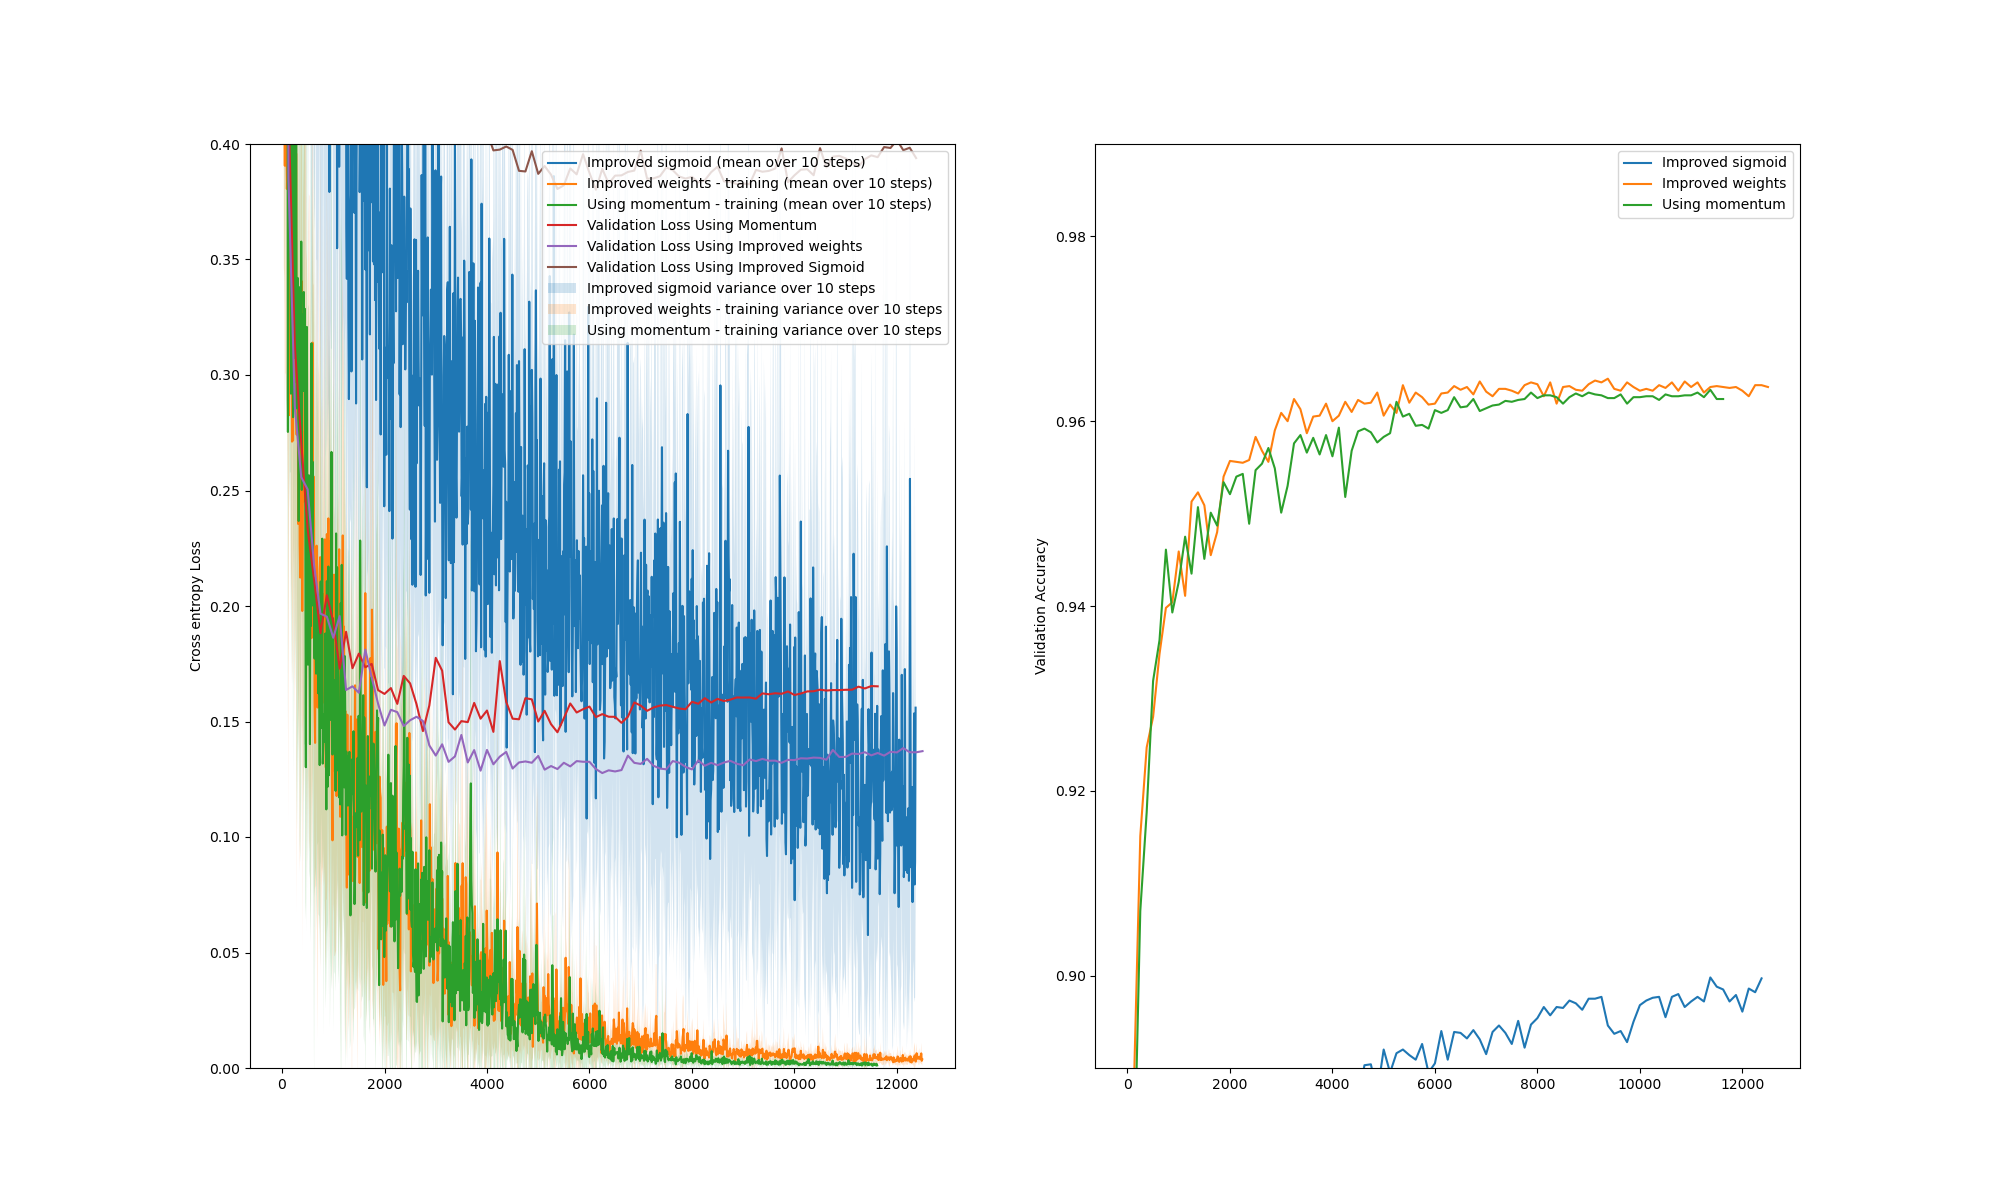 0.40
0.35
0.30
0.25
0.20
0.15
0.10
0.05
0.00
Cross entropy Loss
0
2000
4000
6000
8000
10000
12000
Improved sigmoid (mean over 10 steps)
Improved weights - training (mean over 10 steps)
Using momentum - training (mean over 10 steps)
Validation Loss Using Momentum
Validation Loss Using Improved weights
Validation Loss Using Improved Sigmoid
Improved sigmoid variance over 10 steps
Improved weights - training variance over 10 steps
Using momentum - training variance over 10 steps
0.98
0.96
0.94
0.92
0.90
Validation Accuracy
0
2000
4000
6000
8000
10000
12000
Improved sigmoid
Improved weights
Using momentum